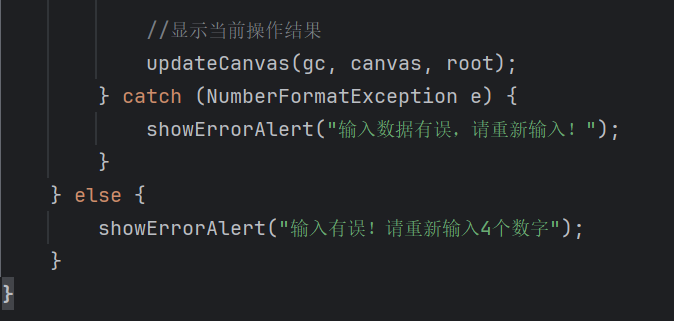 //显示当前操作结果
updateCanvas(gc, canvas, root);
} catch (NumberFormatException e) {
showErrorAlert("输入数据有误，请重新输入！");
}
} else {
showErrorAlert("输入有误！请重新输入4个数字");
}
}